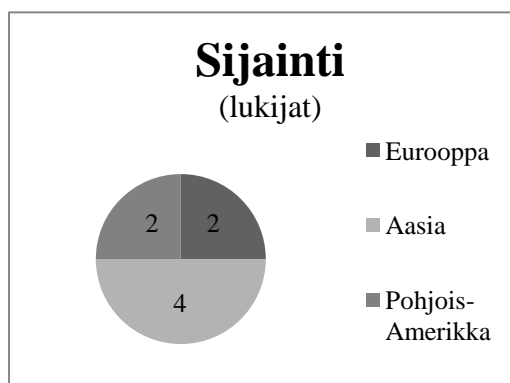 Sijainti
(lukijat)
Eurooppa
Aasia
Pohjois-
Amerikka
2
2
4